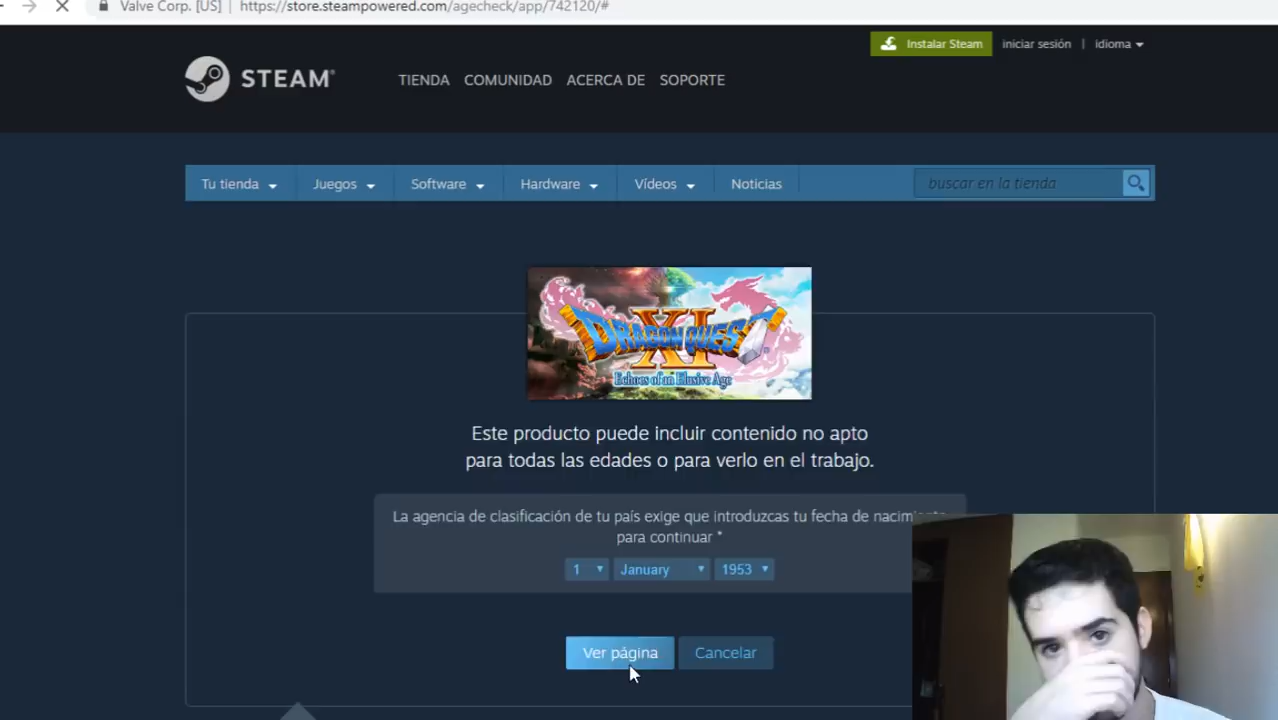 Valve Corp. [US] | https://store.steampowered.com/agecheck/app/742120/#
Instalar Steam iniciar sesión | idioma
STEAM®
TIENDA COMUNIDAD ACERCA DE SOPORTE
Tu tienda Juegos Software Hardware Vídeos Noticias buscar en la tienda
DRAGON QUEST
XI
Echoes of an Elusive Age
Este producto puede incluir contenido no apto
para todas las edades o para verlo en el trabajo.
La agencia de clasificación de tu país exige que introduzcas tu fecha de nacimiento
para continuar *
1 January 1953
Ver página Cancelar